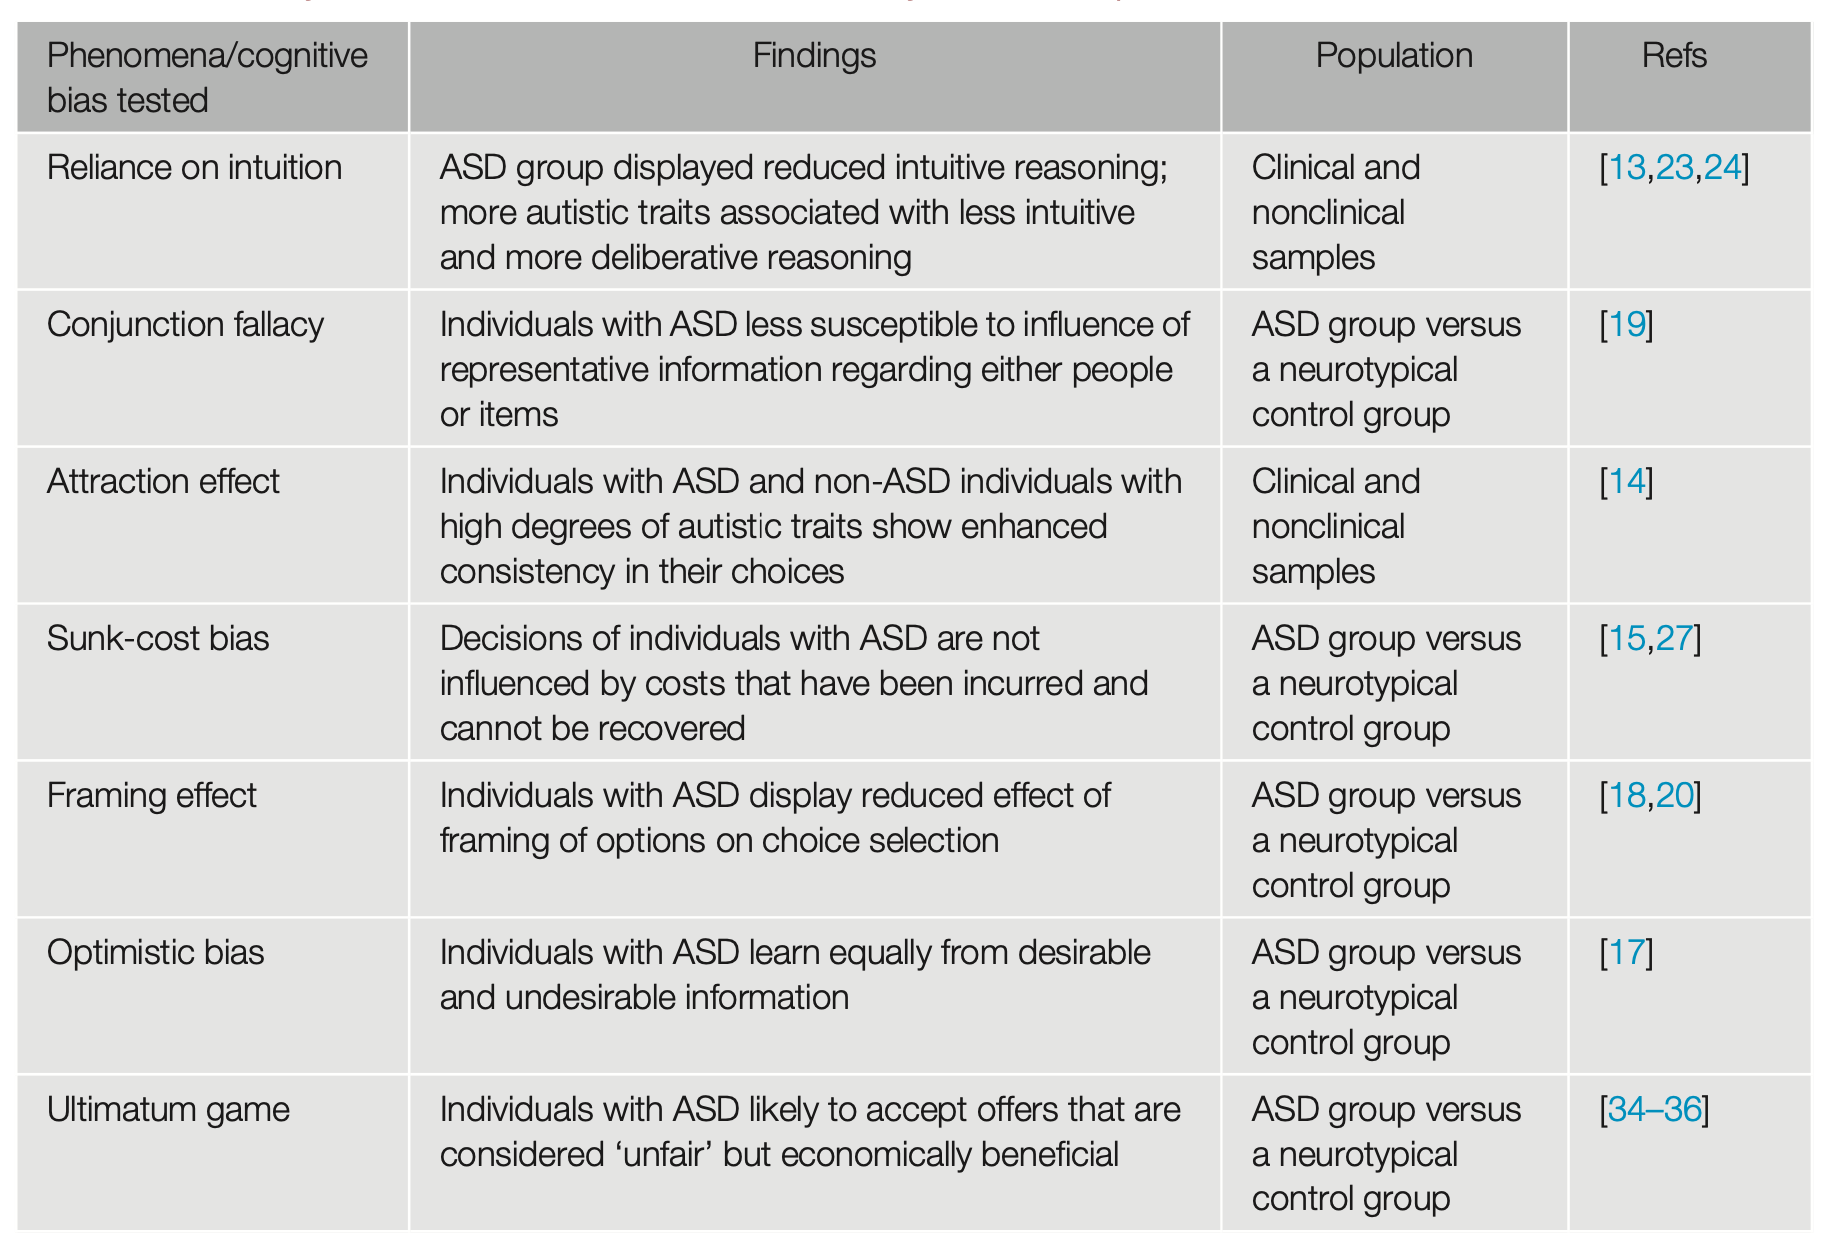 Phenomena/cognitive
bias tested
Findings
Population
Refs
Reliance on intuition
ASD group displayed reduced intuitive reasoning;
more autistic traits associated with less intuitive
and more deliberative reasoning
Clinical and
nonclinical
samples
[13,23,24]
Conjunction fallacy
Individuals with ASD less susceptible to influence of
representative information regarding either people
or items
ASD group versus
a neurotypical
control group
[19]
Attraction effect
Individuals with ASD and non-ASD individuals with
high degrees of autistic traits show enhanced
consistency in their choices
Clinical and
nonclinical
samples
[14]
Sunk-cost bias
Decisions of individuals with ASD are not
influenced by costs that have been incurred and
cannot be recovered
ASD group versus
a neurotypical
control group
[15,27]
Framing effect
Individuals with ASD display reduced effect of
framing of options on choice selection
ASD group versus
a neurotypical
control group
[18,20]
Optimistic bias
Individuals with ASD learn equally from desirable
and undesirable information
ASD group versus
a neurotypical
control group
[17]
Ultimatum game
Individuals with ASD likely to accept offers that are
considered ‘unfair’ but economically beneficial
ASD group versus
a neurotypical
control group
[34–36]